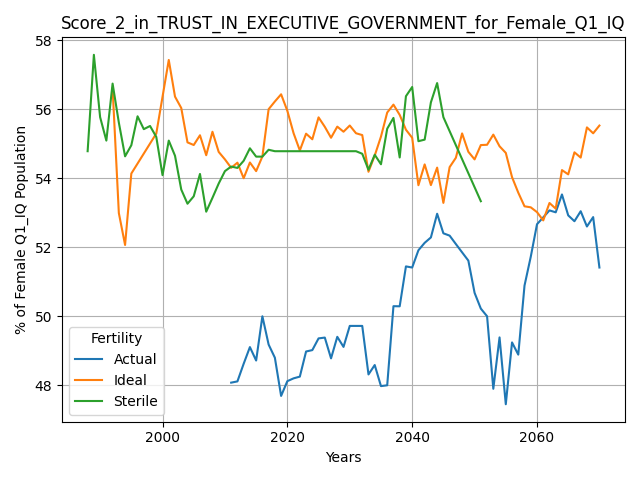 Score_2_in_TRUST_IN_EXECUTIVE_GOVERNMENT_for_Female_Q1_IQ
58
56
54
52
50
48
% of Female Q1_IQ Population
Fertility
Actual
Ideal
Sterile
2000 2020 2040 2060
Years